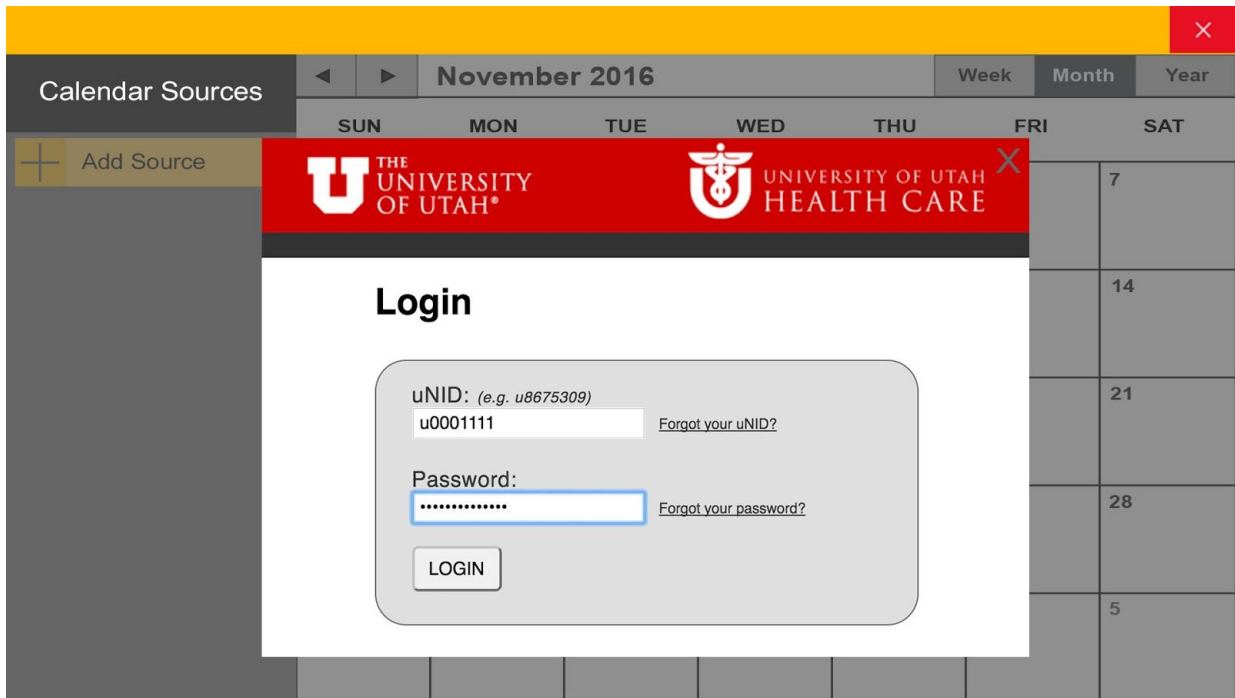 Calendar Sources
November 2016
Week Month Year
SUN MON TUE WED THU FRI SAT
Add Source
THE
UNIVERSITY
OF UTAH®
UNIVERSITY OF UTAH
HEALTH CARE
X
7
Login
14
uNID: (e.g. u8675309)
u0001111
Forgot your uNID?
21
Password:
••••••••••••••
Forgot your password?
28
LOGIN
5